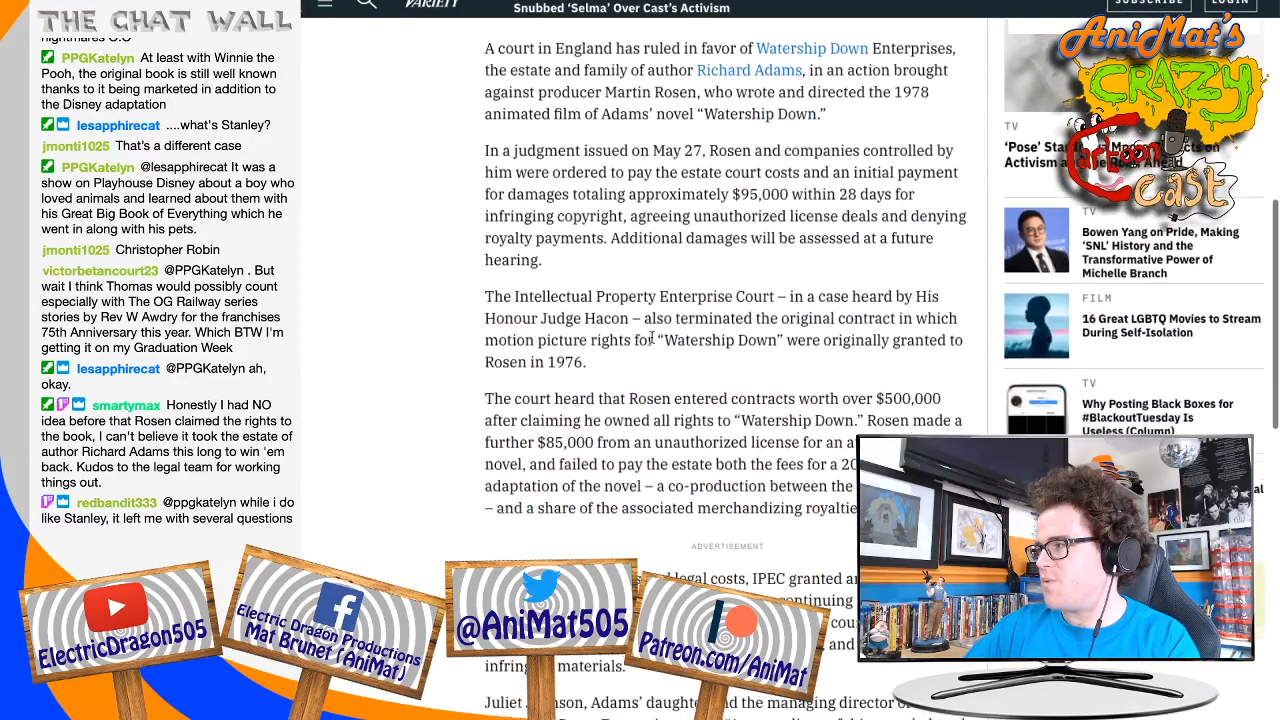 THE CHAT WALL
nightmares O.O
PPGKatelyn At least with Winnie the
Pooh, the original book is still well known
thanks to it being marketed in addition to
the Disney adaptation
lesapphirecat ....what's Stanley?
jmonti1025 That's a different case
PPGKatelyn @lesapphirecat It was a
show on Playhouse Disney about a boy who
loved animals and learned about them with
his Great Big Book of Everything which he
went in along with his pets.
jmonti1025 Christopher Robin
victorbetancourt23 @PPGKatelyn . But
wait I think Thomas would possibly count
especially with The OG Railway series
stories by Rev W Awdry for the franchises
75th Anniversary this year. Which BTW I'm
getting it on my Graduation Week
lesapphirecat @PPGKatelyn ah,
okay.
smartymax Honestly I had NO
idea before that Rosen claimed the rights to
the book, I can't believe it took the estate of
author Richard Adams this long to win 'em
back. Kudos to the legal team for working
things out.
redbandit333 @ppgkatelyn while i do
like Stanley, it left me with several questions
VARIETY
Snubbed 'Selma' Over Cast's Activism
SUBSCRIBE
LOGIN
A court in England has ruled in favor of Watership Down Enterprises,
the estate and family of author Richard Adams, in an action brought
against producer Martin Rosen, who wrote and directed the 1978
animated film of Adams' novel “Watership Down.”
In a judgment issued on May 27, Rosen and companies controlled by
him were ordered to pay the estate court costs and an initial payment
for damages totaling approximately $95,000 within 28 days for
infringing copyright, agreeing unauthorized license deals and denying
royalty payments. Additional damages will be assessed at a future
hearing.
The Intellectual Property Enterprise Court – in a case heard by His
Honour Judge Hacon – also terminated the original contract in which
motion picture rights for “Watership Down” were originally granted to
Rosen in 1976.
The court heard that Rosen entered contracts worth over $500,000
after claiming he owned all rights to “Watership Down.” Rosen made a
further $85,000 from an unauthorized license for an
novel, and failed to pay the estate both the fees for a
adaptation of the novel – a co-production between the
– and a share of the associated merchandizing
ADVERTISEMENT
legal costs, IPEC granted
continuing
and
materials.
Juliet
Adams'
and the managing director
AniMat's
CRAZY
Cartoon
Cast
TV
'Pose'
Activism
TV
Bowen Yang on Pride, Making
'SNL' History and the
Transformative Power of
Michelle Branch
FILM
16 Great LGBTQ Movies to Stream
During Self-Isolation
TV
Why Posting Black Boxes for
#BlackoutTuesday Is
Useless (Column)
ElectricDragon505
Electric Dragon Productions
Mat Brunet (AniMat)
@AniMat505
Patreon.com/AniMat